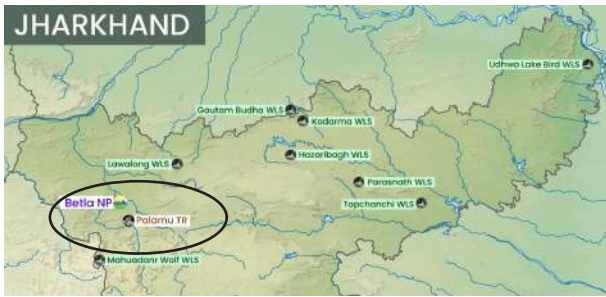 JHARKHAND
Udhwa Lake Bird WLS
Gautam Budha WLS
Kodarma WLS
Lawalong WLS
Hazaribagh WLS
Parasnath WLS
Betla NP
Topchanchi WLS
Palamu TR
Mahuadanr Wolf WLS